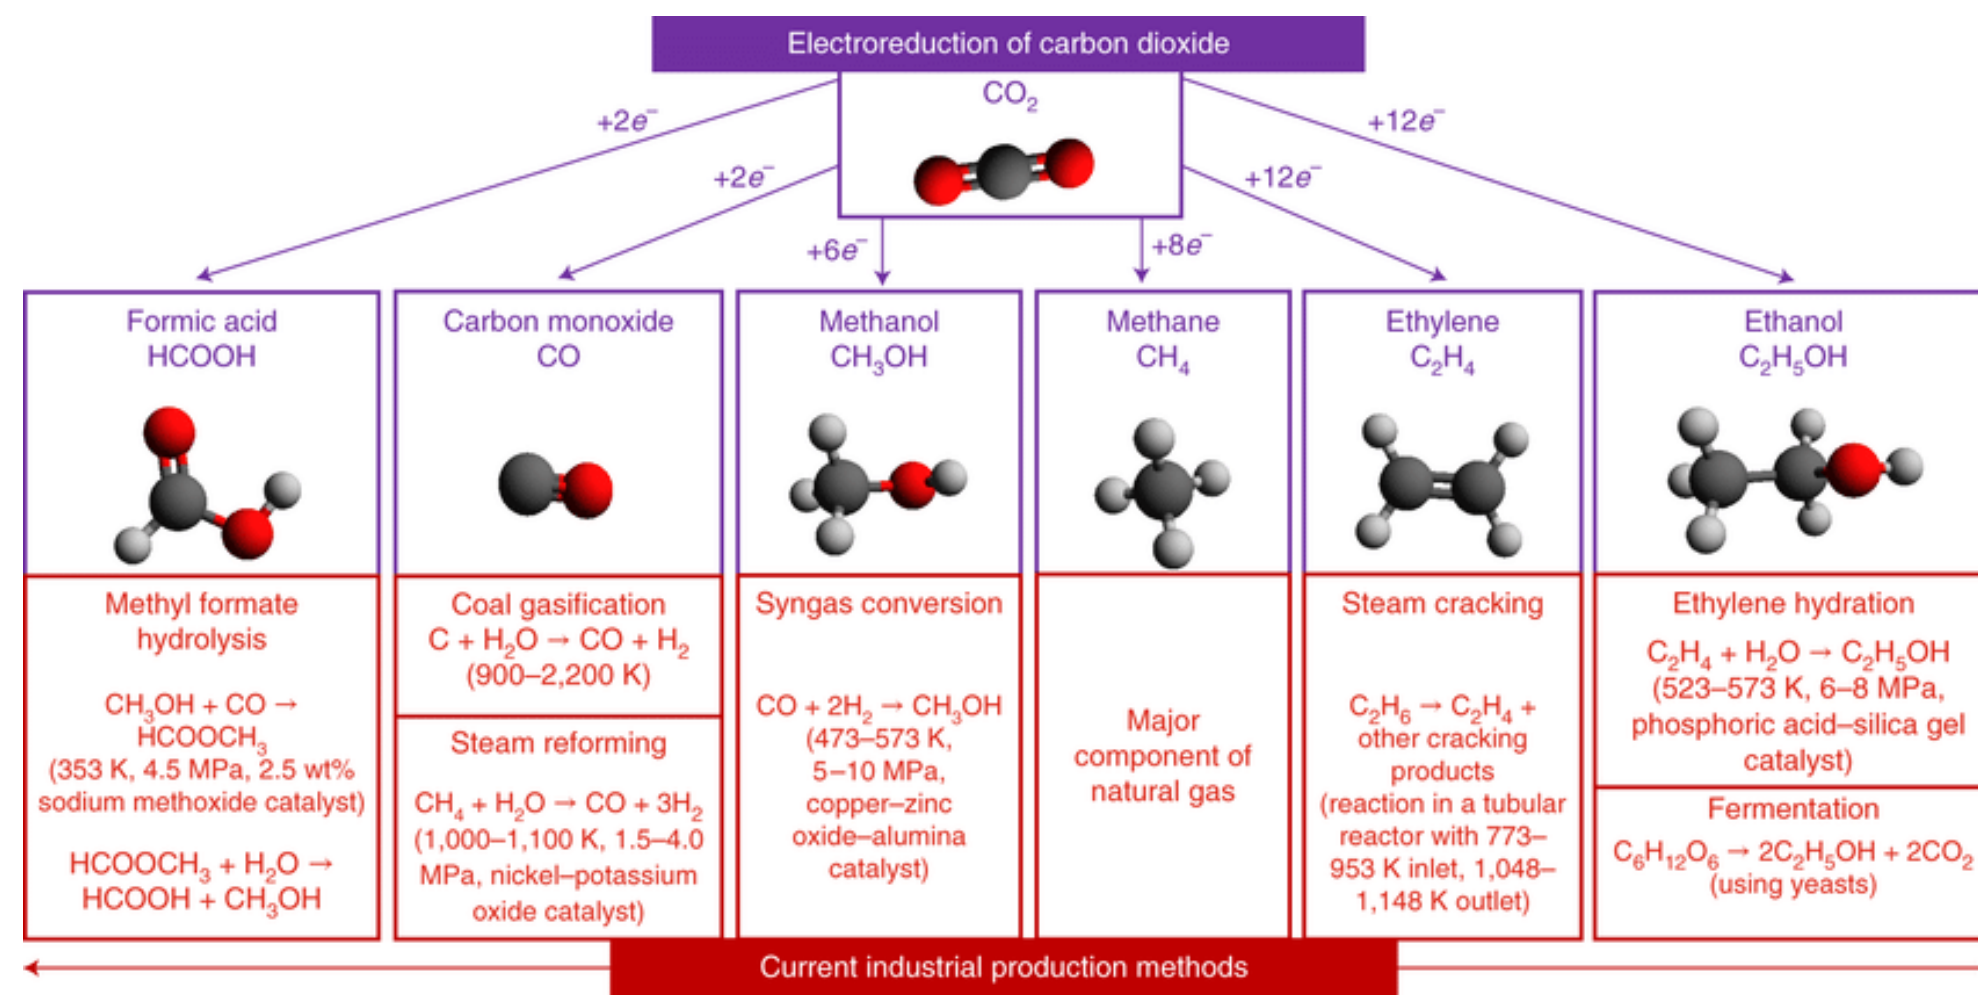 Electroreduction of carbon dioxide
CO₂
+2e⁻
+2e⁻
+6e⁻
+8e⁻
+12e⁻
+12e⁻
Formic acid
HCOOH
Carbon monoxide
CO
Methanol
CH₃OH
Methane
CH₄
Ethylene
C₂H₄
Ethanol
C₂H₅OH
Methyl formate
hydrolysis
CH₃OH + CO →
HCOOCH₃
(353 K, 4.5 MPa, 2.5 wt%
sodium methoxide catalyst)
HCOOCH₃ + H₂O →
HCOOH + CH₃OH
Coal gasification
C + H₂O → CO + H₂
(900–2,200 K)
Steam reforming
CH₄ + H₂O → CO + 3H₂
(1,000–1,100 K, 1.5–4.0
MPa, nickel–potassium
oxide catalyst)
Syngas conversion
CO + 2H₂ → CH₃OH
(473–573 K,
5–10 MPa,
copper–zinc
oxide–alumina
catalyst)
Major
component of
natural gas
Steam cracking
C₂H₆ → C₂H₄ +
other cracking
products
(reaction in a tubular
reactor with 773–
953 K inlet, 1,048–
1,148 K outlet)
Ethylene hydration
C₂H₄ + H₂O → C₂H₅OH
(523–573 K, 6–8 MPa,
phosphoric acid–silica gel
catalyst)
Fermentation
C₆H₁₂O₆ → 2C₂H₅OH + 2CO₂
(using yeasts)
Current industrial production methods